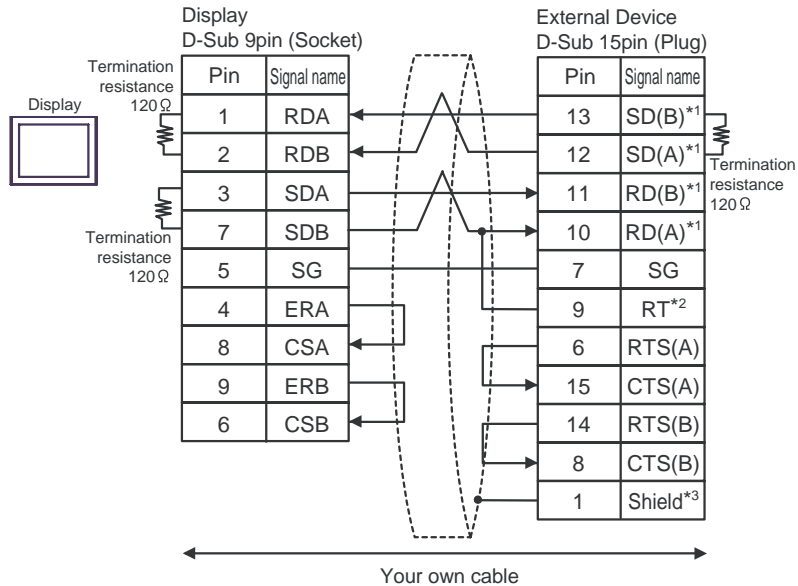 Display
D-Sub 9pin (Socket)
External Device
D-Sub 15pin (Plug)
Display
Termination
resistance
120Ω
Termination
resistance
120Ω
Pin Signal name
1 RDA
2 RDB
3 SDA
7 SDB
5 SG
4 ERA
8 CSA
9 ERB
6 CSB
Pin Signal name
13 SD(B)*1
12 SD(A)*1
11 RD(B)*1
10 RD(A)*1
7 SG
9 RT*2
6 RTS(A)
15 CTS(A)
14 RTS(B)
8 CTS(B)
1 Shield*3
Termination
resistance
120Ω
Your own cable